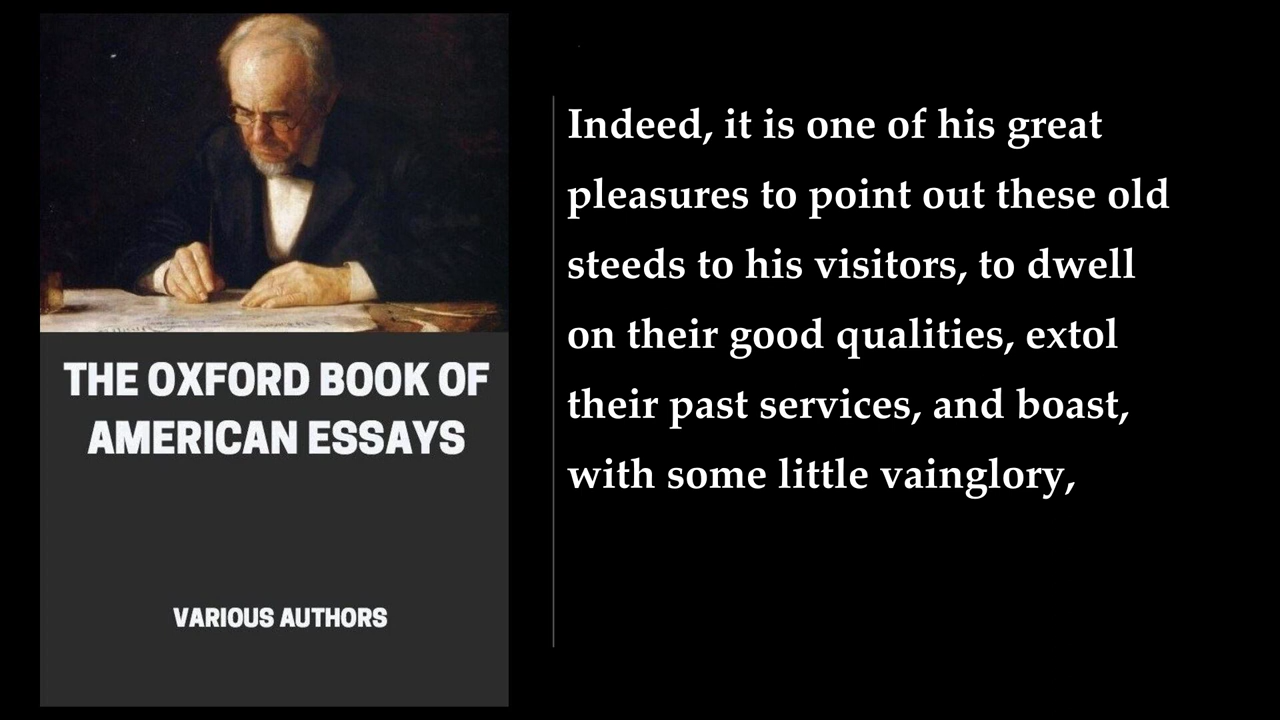 THE OXFORD BOOK OF
AMERICAN ESSAYS
VARIOUS AUTHORS
Indeed, it is one of his great
pleasures to point out these old
steeds to his visitors, to dwell
on their good qualities, extol
their past services, and boast,
with some little vainglory,